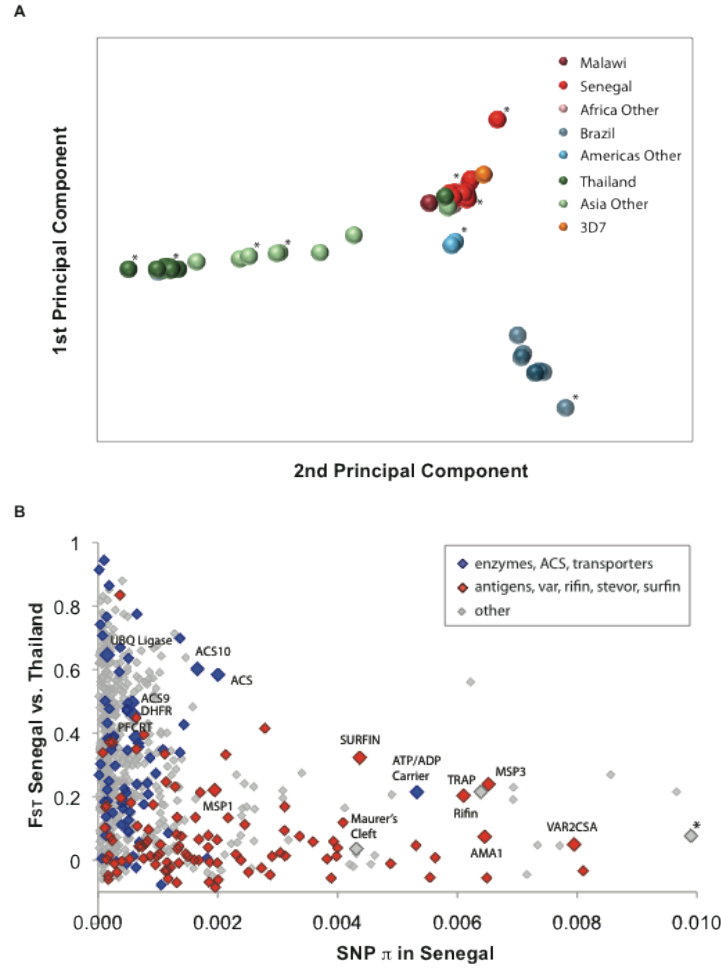 A
1st Principal Component
2nd Principal Component
Malawi
Senegal
Africa Other
Brazil
Americas Other
Thailand
Asia Other
3D7
*
*
*
*
*
*
*
*
*
B
FST Senegal vs. Thailand
1
0.8
0.6
0.4
0.2
0
enzymes, ACS, transporters
antigens, var, rifin, stevor, surfin
other
UBQ Ligase
ACS10
ACS
ACS9
DHFR
PFCRT
SURFIN
ATP/ADP
Carrier
TRAP
MSP3
Rifin
MSP1
Maurer's
Cleft
AMA1
VAR2CSA
*
0.000
0.002
0.004
0.006
0.008
0.010
SNP π in Senegal